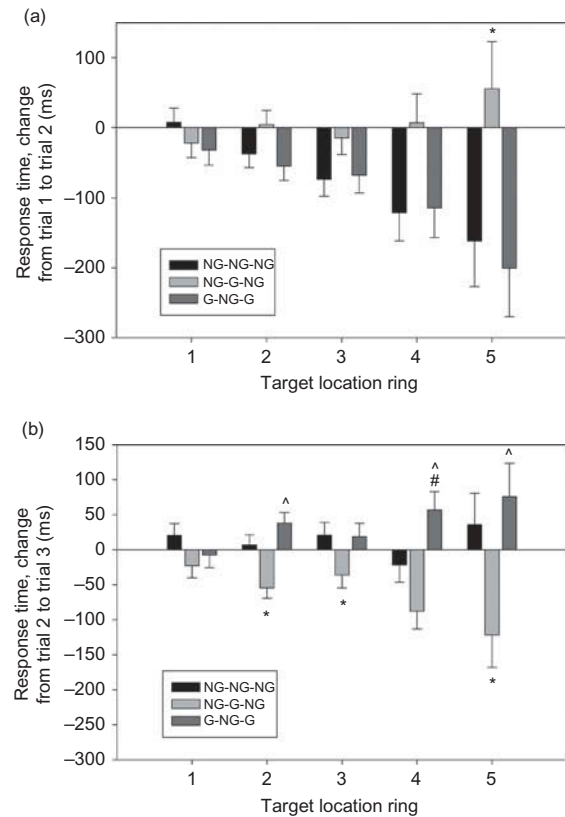 (a)
*
100
0
–100
–200
–300
Response time, change
from trial 1 to trial 2 (ms)
NG-NG-NG
NG-G-NG
G-NG-G
1 2 3 4 5
Target location ring
(b)
150
100
50
0
–50
–100
–150
–200
–250
–300
Response time, change
from trial 2 to trial 3 (ms)
^
^
#
^
*
*
*
NG-NG-NG
NG-G-NG
G-NG-G
1 2 3 4 5
Target location ring